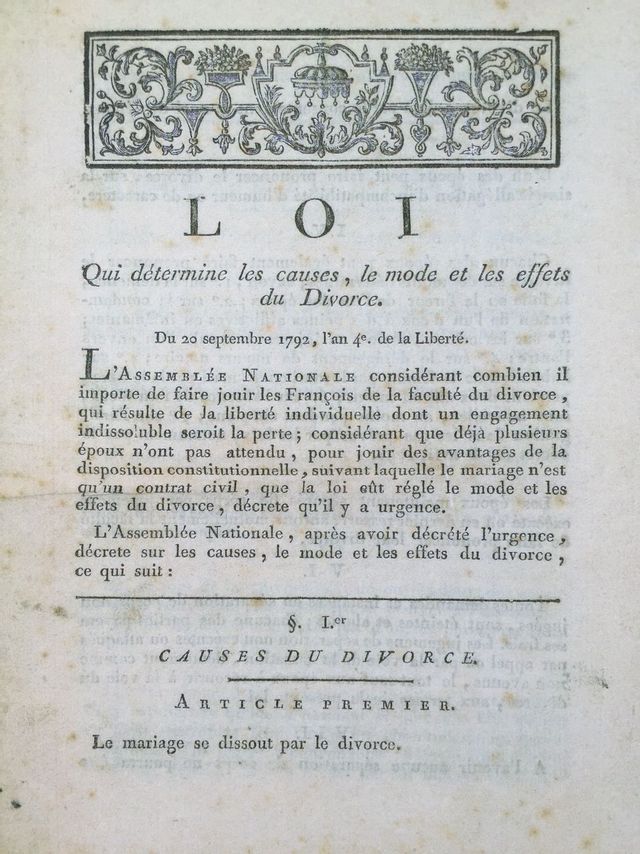 LOI
Qui détermine les causes, le mode et les effets
du Divorce.
Du 20 septembre 1792, l'an 4e. de la Liberté.
L'ASSEMBLÉE NATIONALE considérant combien il
importe de faire jouir les François de la faculté du divorce,
qui résulte de la liberté individuelle dont un engagement
indissoluble seroit la perte; considérant que déjà plusieurs
époux n'ont pas attendu, pour jouir des avantages de la
disposition constitutionnelle, suivant laquelle le mariage n'est
qu'un contrat civil, que la loi eût réglé le mode et les
effets du divorce, décrete qu'il y a urgence.
L'Assemblée Nationale, après avoir décrété l'urgence,
décrete sur les causes, le mode et les effets du divorce,
ce qui suit:
§. I.er
CAUSES DU DIVORCE.
ARTICLE PREMIER.
Le mariage se dissout par le divorce.